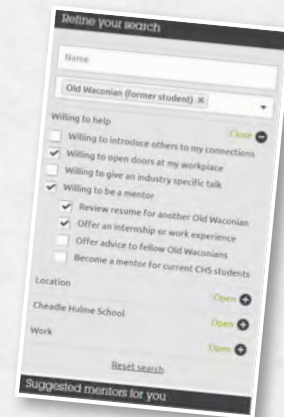 Refine your search
Name
Old Waconian (former student) ×
Willing to help Close
Willing to introduce others to my connections
Willing to open doors at my workplace
Willing to give an industry specific talk
Willing to be a mentor
Review resume for another Old Waconian
Offer an internship or work experience
Offer advice to fellow Old Waconians
Become a mentor for current CHS students
Location Open
Cheadle Hulme School Open
Work Open
Reset search
Suggested mentors for you